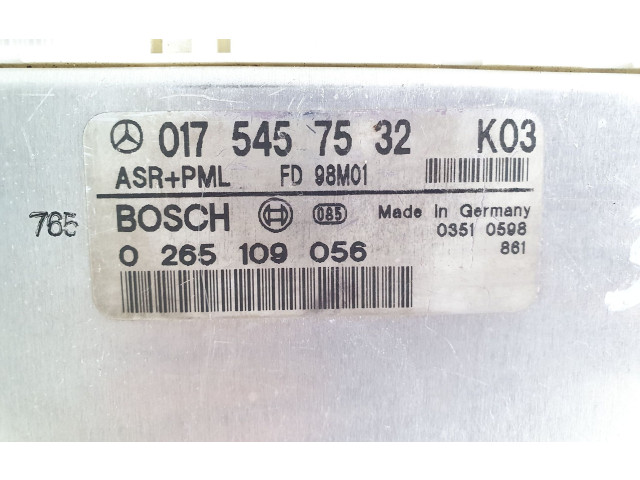 017 545 75 32 K03
ASR+PML FD 98M01
765
BOSCH 085 Made in Germany
0351 0598
0 265 109 056 861